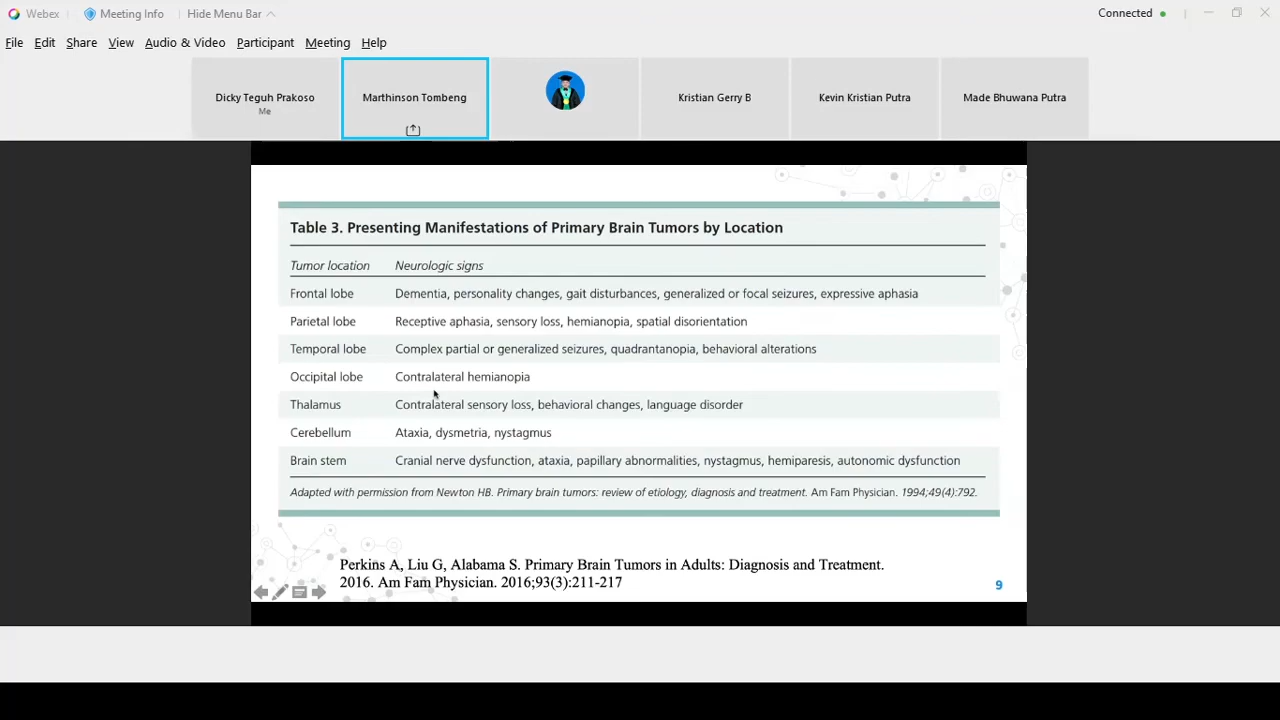 Webex Meeting Info Hide Menu Bar Connected
File Edit Share View Audio & Video Participant Meeting Help
Dicky Teguh Prakoso Marthinson Tombeng Kristian Gerry B Kevin Kristian Putra Made Bhuwana Putra
Me
Table 3. Presenting Manifestations of Primary Brain Tumors by Location
Tumor location Neurologic signs
Frontal lobe Dementia, personality changes, gait disturbances, generalized or focal seizures, expressive aphasia
Parietal lobe Receptive aphasia, sensory loss, hemianopia, spatial disorientation
Temporal lobe Complex partial or generalized seizures, quadrantanopia, behavioral alterations
Occipital lobe Contralateral hemianopia
Thalamus Contralateral sensory loss, behavioral changes, language disorder
Cerebellum Ataxia, dysmetria, nystagmus
Brain stem Cranial nerve dysfunction, ataxia, papillary abnormalities, nystagmus, hemiparesis, autonomic dysfunction
Adapted with permission from Newton HB. Primary brain tumors: review of etiology, diagnosis and treatment. Am Fam Physician. 1994;49(4):792.
Perkins A, Liu G, Alabama S. Primary Brain Tumors in Adults: Diagnosis and Treatment.
2016. Am Fam Physician. 2016;93(3):211-217
9